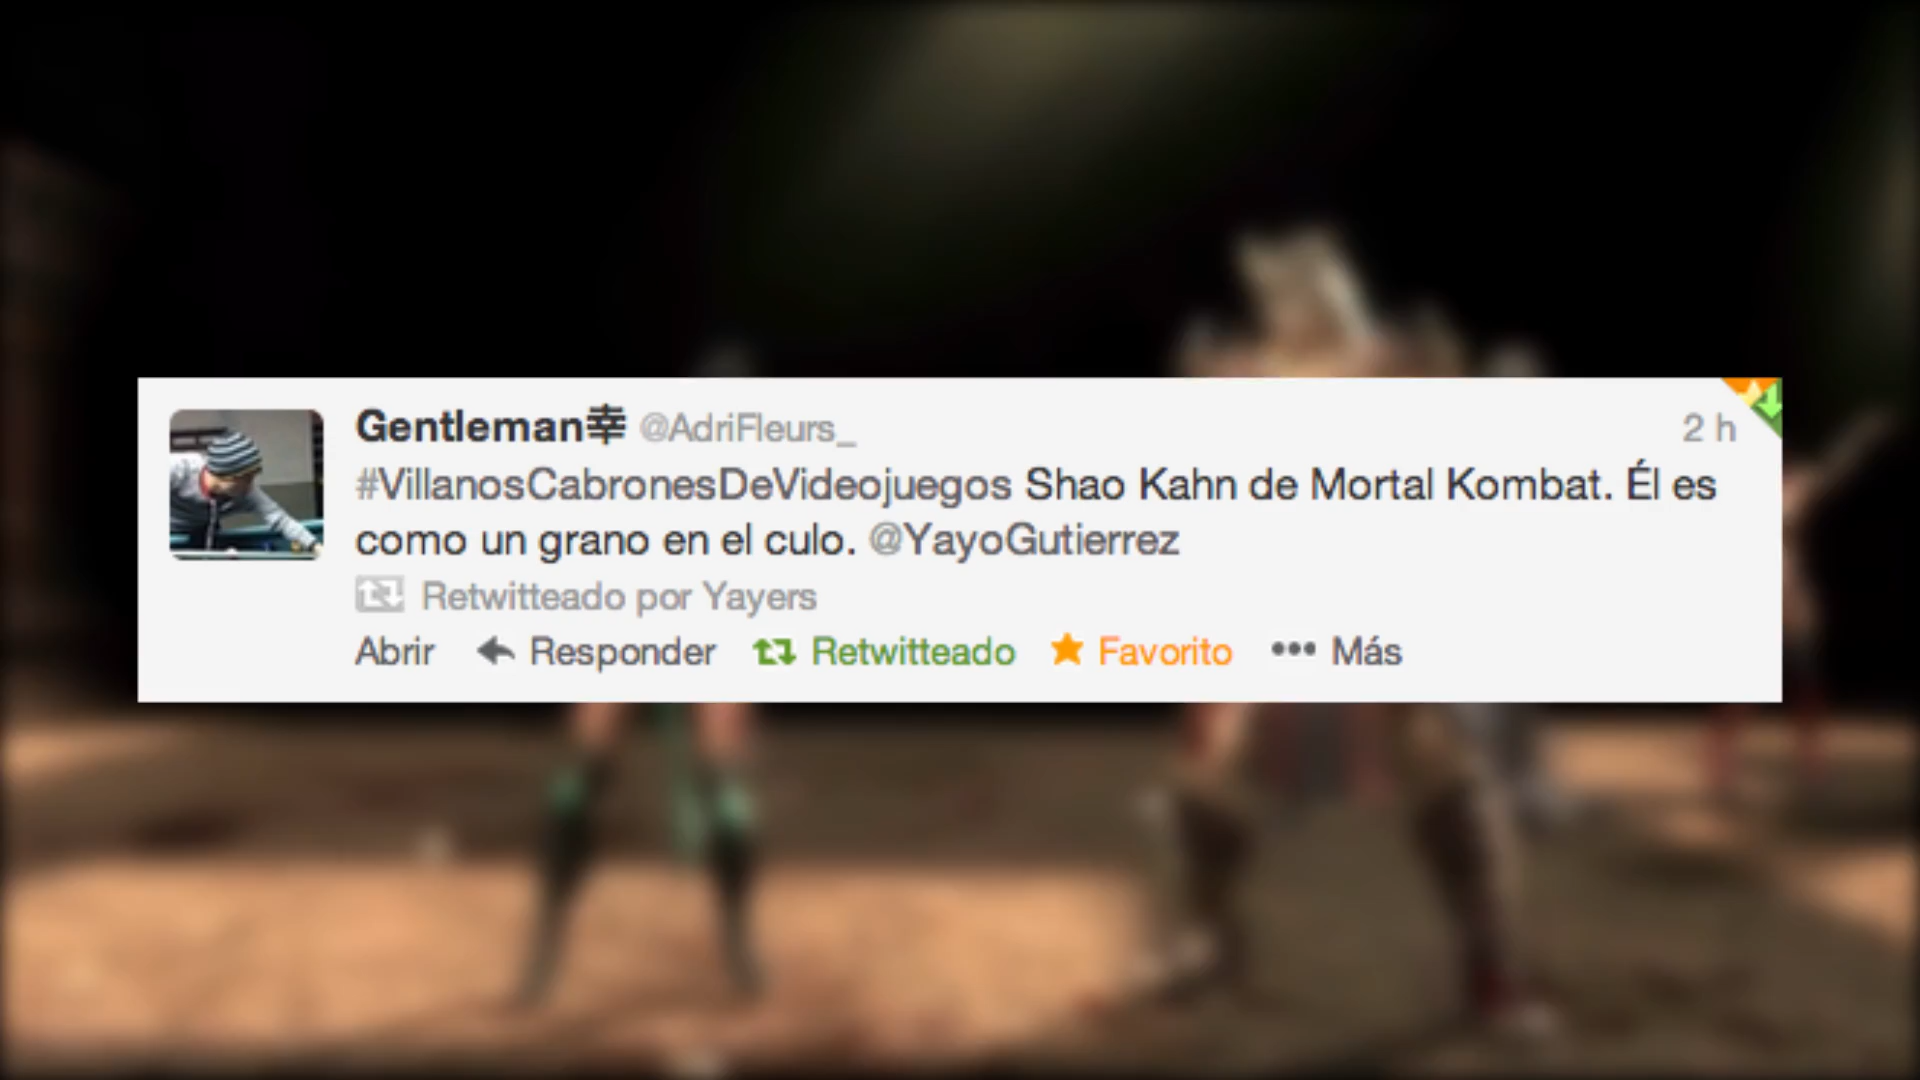 Gentleman幸 @AdriFleurs_ 2 h
#VillanosCabronesDeVideojuegos Shao Kahn de Mortal Kombat. Él es
como un grano en el culo. @YayoGutierrez
Retwitteado por Yayers
Abrir Responder Retwitteado Favorito Más